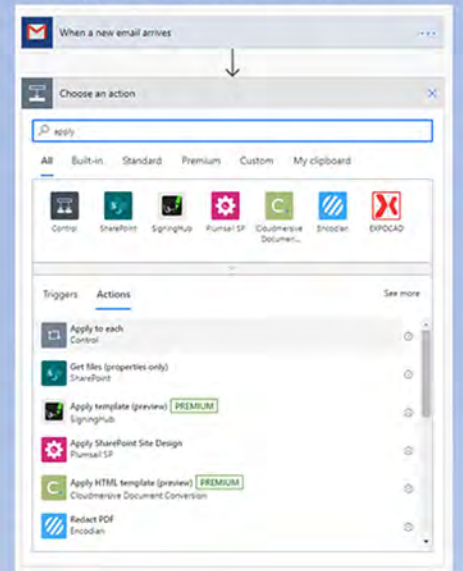 When a new email arrives
Choose an action
apply
All Built-in Standard Premium Custom My clipboard
Control SharePoint SigningHub Plumsail SP Cloudmersive Documen... Encodian EXPOCAD
Triggers Actions See more
Apply to each
Control
Get files (properties only)
SharePoint
Apply template (preview) PREMIUM
SigningHub
Apply SharePoint Site Design
Plumsail SP
Apply HTML template (preview) PREMIUM
Cloudmersive Document Conversion
Redact PDF
Encodian